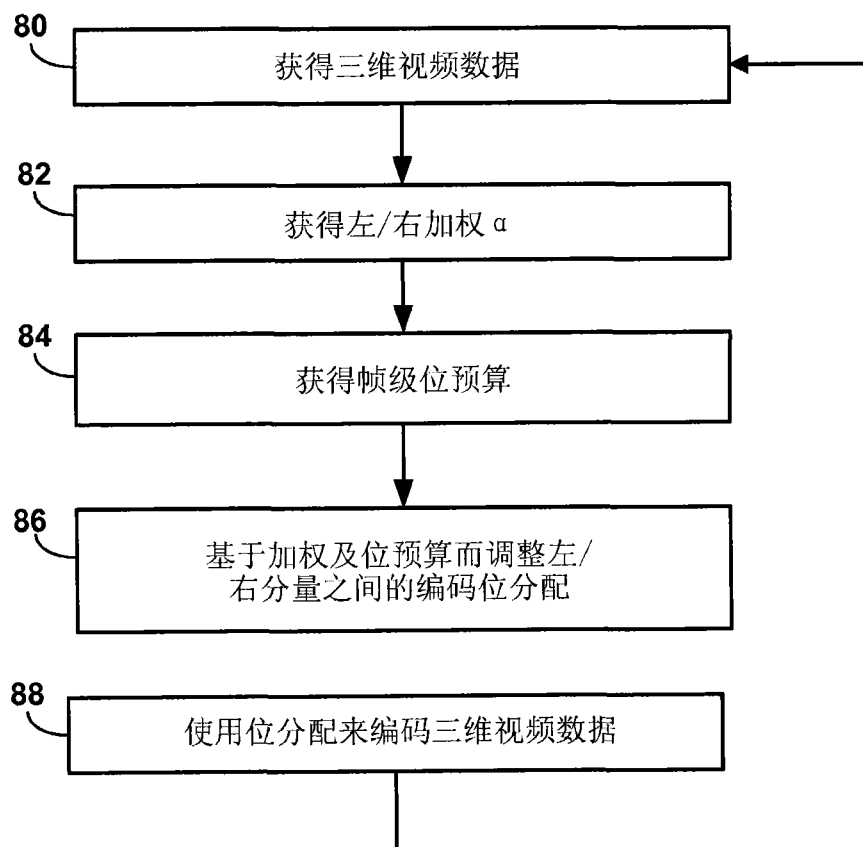 80
获得三维视频数据
82
获得左/右加权α
84
获得帧级位预算
86
基于加权及位预算而调整左/
右分量之间的编码位分配
88
使用位分配来编码三维视频数据